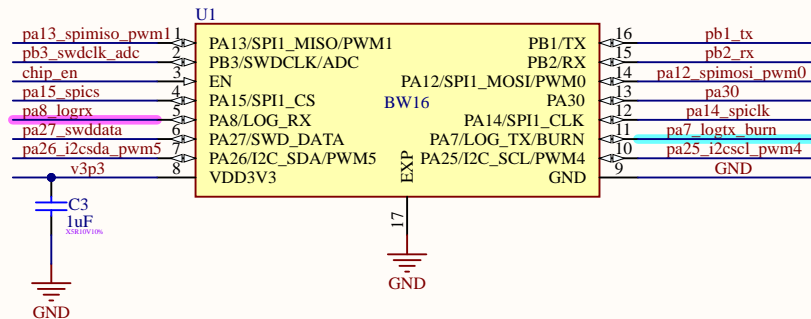 U1
pa13_spimiso_pwm1 1 PA13/SPI1_MISO/PWM1 PB1/TX 16 pb1_tx
pb3_swdclk_adc 2 PB3/SWDCLK/ADC PB2/RX 15 pb2_rx
chip_en 3 EN PA12/SPI1_MOSI/PWM0 14 pa12_spimosi_pwm0
pa15_spics 4 PA15/SPI1_CS BW16 PA30 13 pa30
pa8_logrx 5 PA8/LOG_RX PA14/SPI1_CLK 12 pa14_spiclk
pa27_swddata 6 PA27/SWD_DATA PA7/LOG_TX/BURN 11 pa7_logtx_burn
pa26_i2csda_pwm5 7 PA26/I2C_SDA/PWM5 PA25/I2C_SCL/PWM4 10 pa25_i2cscl_pwm4
v3p3 8 VDD3V3 EXP GND 9 GND
C3
1uF
X5R10V10%
17
GND
GND